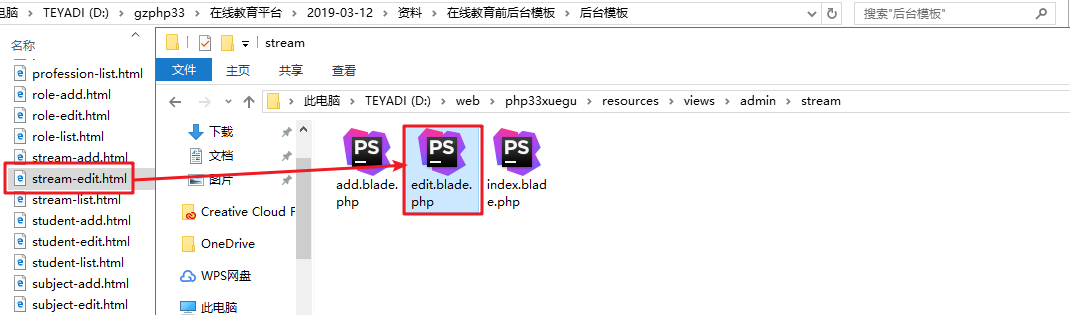 电脑 > TEYADI (D:) > gzphp33 > 在线教育平台 > 2019-03-12 > 资料 > 在线教育前后台模板 > 后台模板
搜索"后台模板"
名称
profession-list.html
role-add.html
role-edit.html
role-list.html
stream-add.html
stream-edit.html
stream-list.html
student-add.html
student-edit.html
student-list.html
subject-add.html
subject-edit.html
stream
文件 主页 共享 查看
此电脑 > TEYADI (D:) > web > php33xuegu > resources > views > admin > stream
下载
文档
图片
Creative Cloud F
OneDrive
WPS网盘
此电脑
PS
add.blade.
php
PS
edit.blade.
php
PS
index.blad
e.php